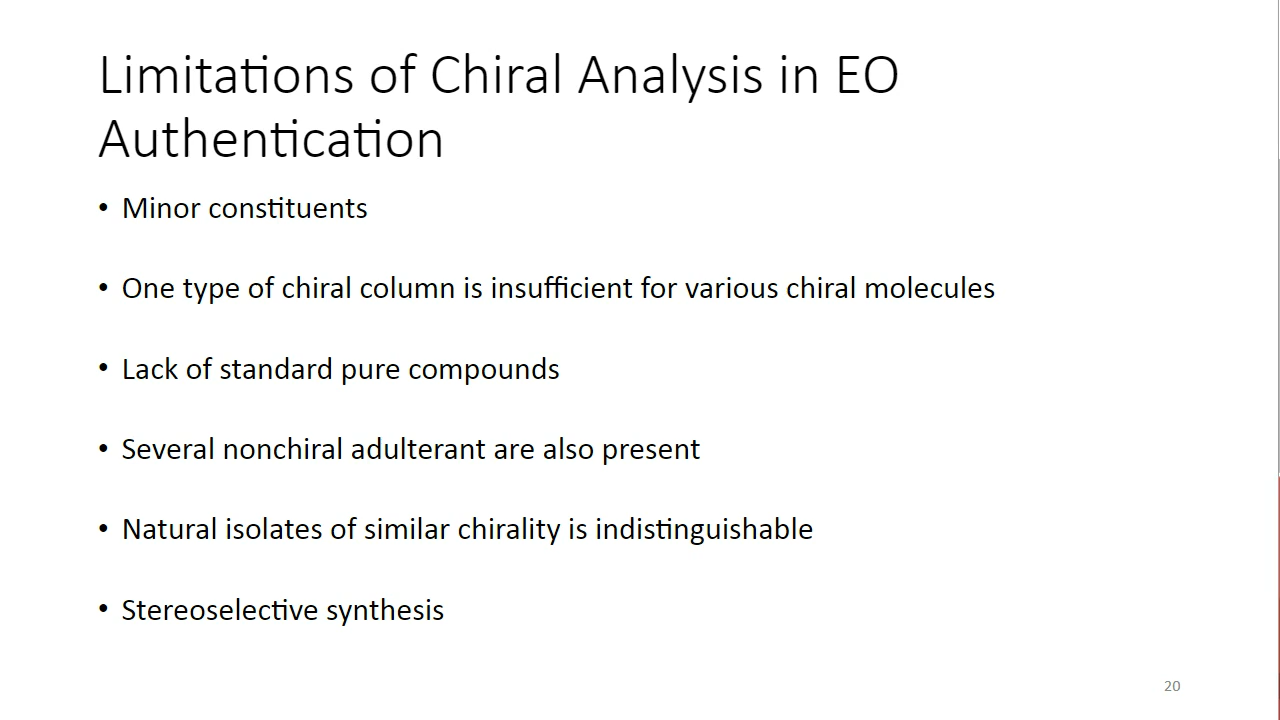 Limitations of Chiral Analysis in EO
Authentication
• Minor constituents
• One type of chiral column is insufficient for various chiral molecules
• Lack of standard pure compounds
• Several nonchiral adulterant are also present
• Natural isolates of similar chirality is indistinguishable
• Stereoselective synthesis
20